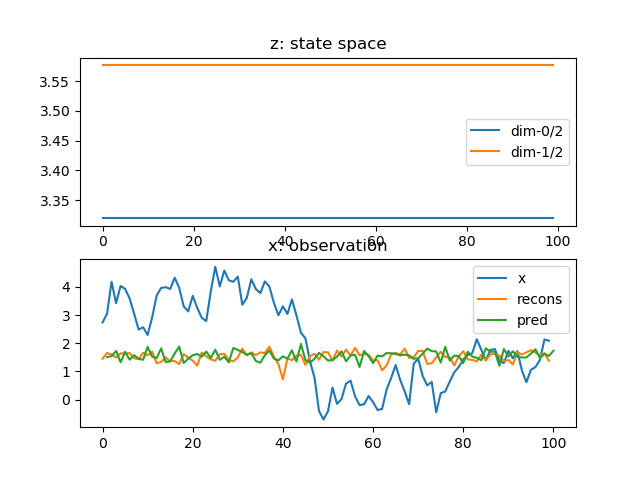 z: state space
3.55
3.50
3.45
3.40
3.35
dim-0/2
dim-1/2
0 20 40 60 80 100
x: observation
4
3
2
1
0
x
recons
pred
0 20 40 60 80 100